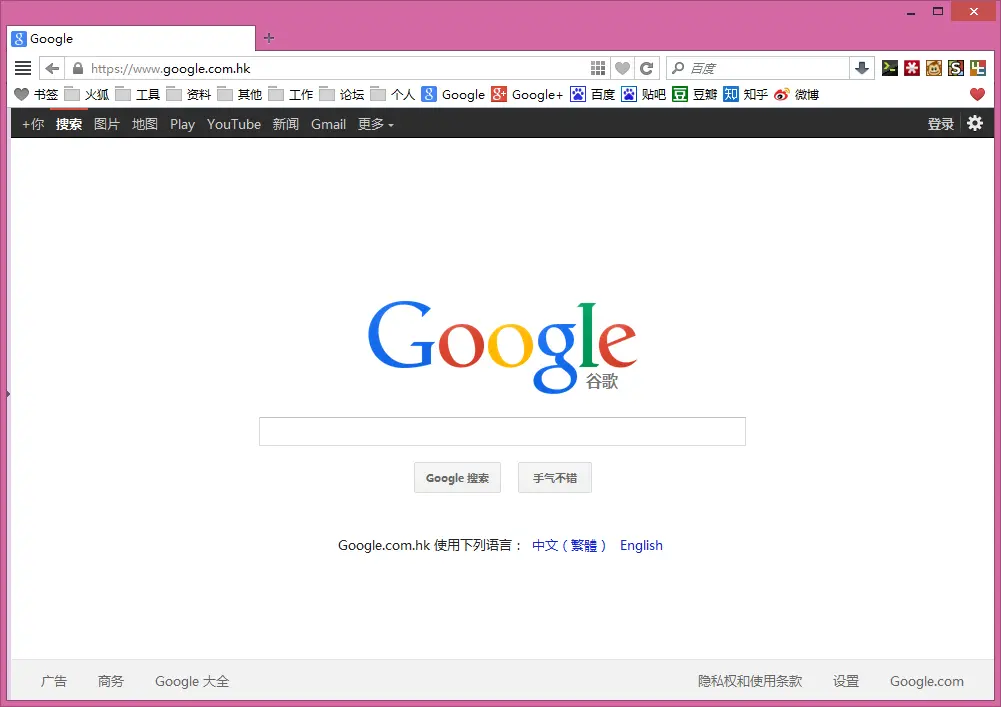 Google
https://www.google.com.hk
百度
书签 火狐 工具 资料 其他 工作 论坛 个人 Google Google+ 百度 贴吧 豆瓣 知乎 微博
+你 搜索 图片 地图 Play YouTube 新闻 Gmail 更多 登录
Google
谷歌
Google 搜索 手气不错
Google.com.hk 使用下列语言： 中文（繁體） English
广告 商务 Google 大全 隐私权和使用条款 设置 Google.com